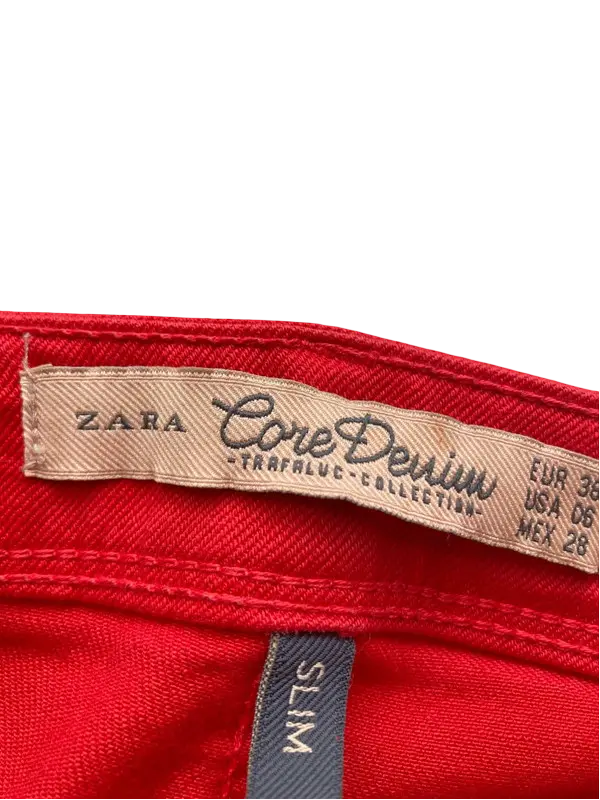 ZARA
Core Denim
-TRAFALUC-COLLECTION-
EUR 38
USA 06
MEX 28
SLIM